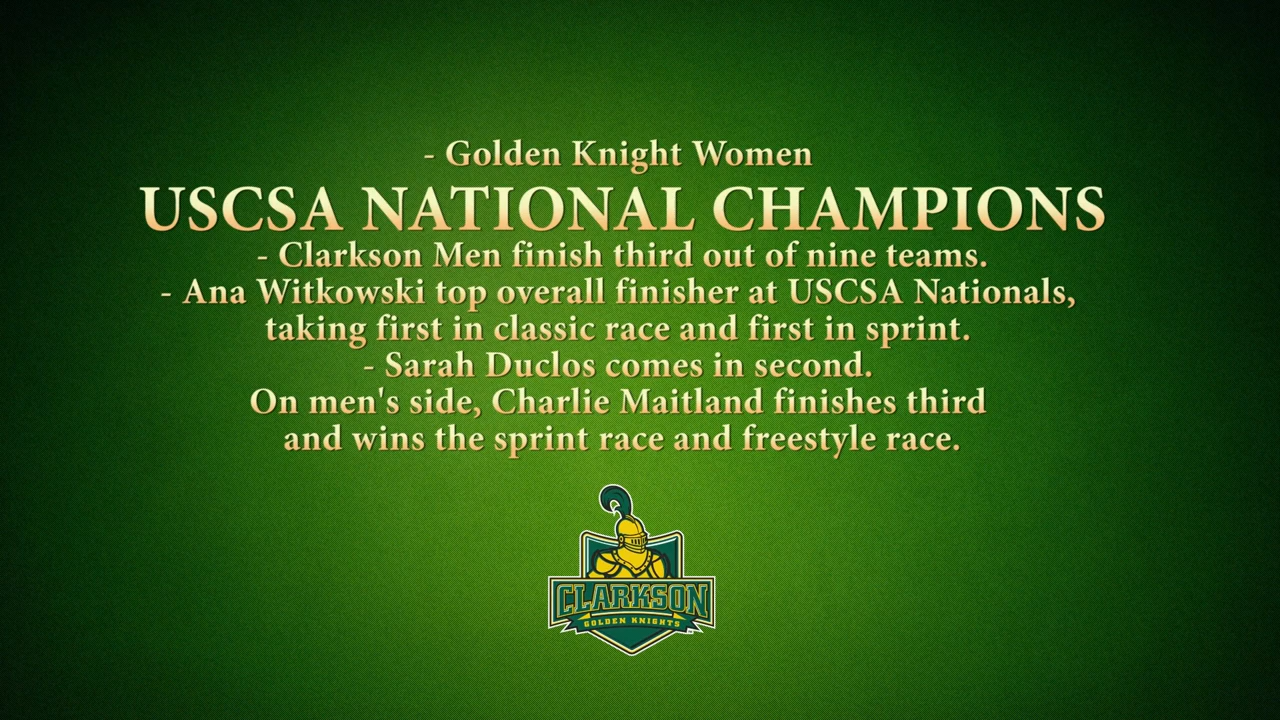 - Golden Knight Women
USCSA NATIONAL CHAMPIONS
- Clarkson Men finish third out of nine teams.
- Ana Witkowski top overall finisher at USCSA Nationals,
taking first in classic race and first in sprint.
- Sarah Duclos comes in second.
On men's side, Charlie Maitland finishes third
and wins the sprint race and freestyle race.
CLARKSON
GOLDEN KNIGHTS